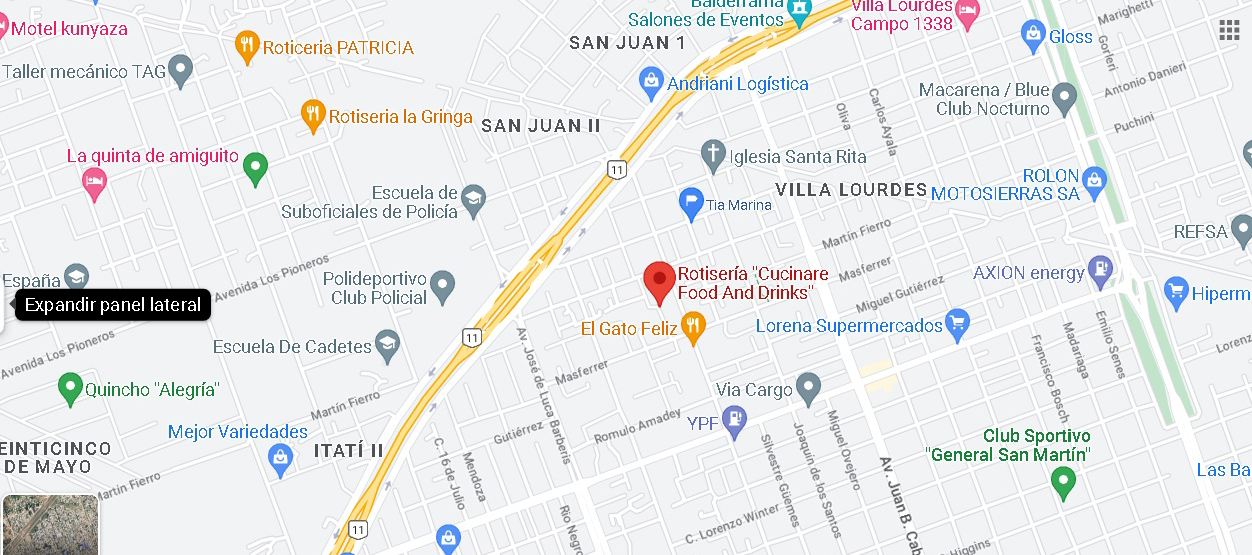 Balderrama
Salones de Eventos
Villa Lourdes
Campo 1338
Marighetti
Motel kunyaza
Roticeria PATRICIA
SAN JUAN 1
Gloss
Gorleri
Taller mecánico TAG
Andriani Logística
Antonio Danieri
Macarena / Blue
Club Nocturno
Oliva
Carlos Ayala
Rotiseria la Gringa
SAN JUAN II
Puchini
La quinta de amiguito
11
Iglesia Santa Rita
ROLON
MOTOSIERRAS SA
VILLA LOURDES
Escuela de
Suboficiales de Policía
Tia Marina
REFSA
Martín Fierro
Masferrer
Miguel Gutiérrez
España
Avenida Los Pioneros
Polideportivo
Club Policial
Rotisería "Cucinare
Food And Drinks"
AXION energy
Hiperm
Expandir panel lateral
El Gato Feliz
Lorena Supermercados
Emilio Senes
Madariaga
Francisco Bosch
Lorenz
11
Escuela De Cadetes
Avenida Los Pioneros
Av. José de Luca Barberis
Masferrer
Quincho "Alegría"
Martín Fierro
Via Cargo
YPF
Mejor Variedades
Gutiérrez
Romulo Amadey
ITATÍ II
EINTICINCO
DE MAYO
Club Sportivo
"General San Martín"
Miguel Ovejero
Joaquín de los Santos
Silvestre Güemes
C. 16 de Julio
Mendoza
Av. Juan B. Cab
Las Ba
Martín Fierro
Río Negro
C. Lorenzo Winter
Higgins
11